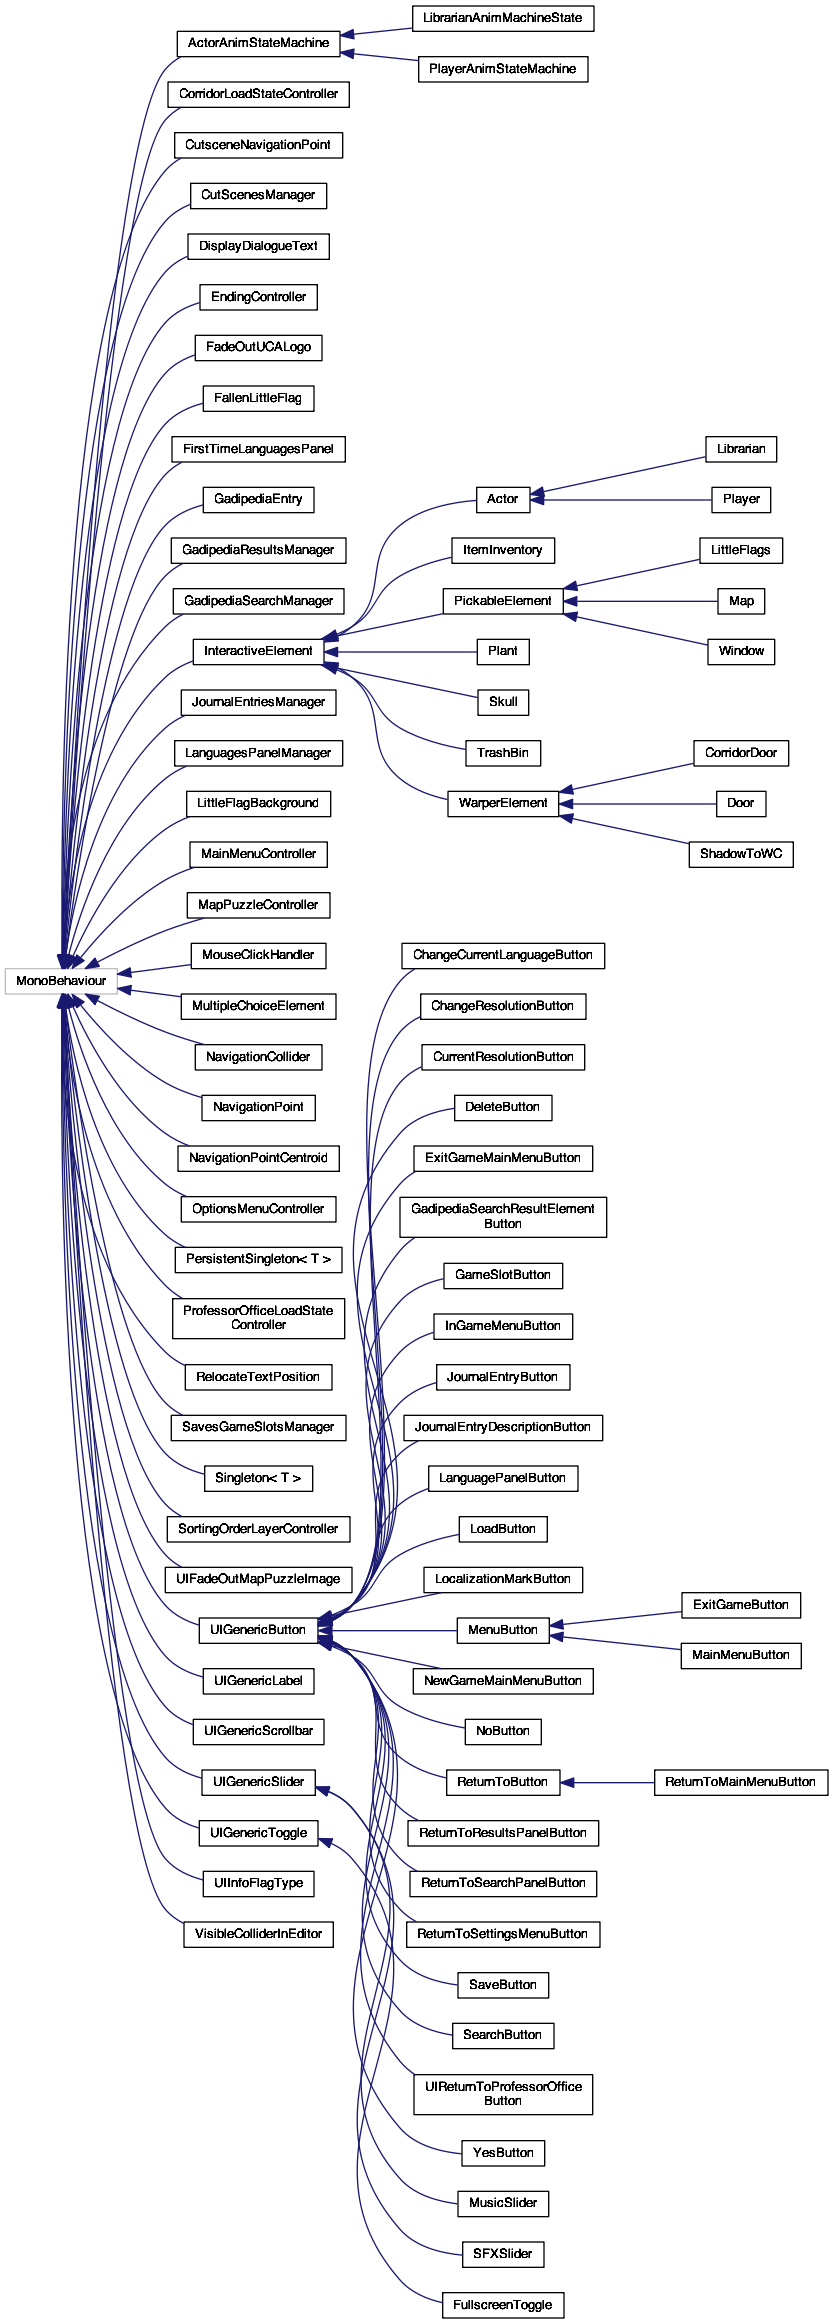 LibrarianAnimMachineState
ActorAnimStateMachine
PlayerAnimStateMachine
CorridorLoadStateController
CutsceneNavigationPoint
CutScenesManager
DisplayDialogueText
EndingController
FadeOutUCALogo
FallenLittleFlag
FirstTimeLanguagesPanel
Librarian
GadipediaEntry
Actor
Player
GadipediaResultsManager
ItemInventory
LittleFlags
GadipediaSearchManager
PickableElement
Map
InteractiveElement
Plant
Window
JournalEntriesManager
Skull
LanguagesPanelManager
TrashBin
CorridorDoor
LittleFlagBackground
WarperElement
Door
MainMenuController
ShadowToWC
MapPuzzleController
MouseClickHandler
ChangeCurrentLanguageButton
MonoBehaviour
MultipleChoiceElement
ChangeResolutionButton
NavigationCollider
CurrentResolutionButton
NavigationPoint
DeleteButton
NavigationPointCentroid
ExitGameMainMenuButton
OptionsMenuController
GadipediaSearchResultElement
Button
PersistentSingleton< T >
GameSlotButton
ProfessorOfficeLoadState
Controller
InGameMenuButton
RelocateTextPosition
JournalEntryButton
SavesGameSlotsManager
JournalEntryDescriptionButton
Singleton< T >
LanguagePanelButton
SortingOrderLayerController
LoadButton
UIFadeOutMapPuzzleImage
LocalizationMarkButton
ExitGameButton
UIGenericButton
MenuButton
MainMenuButton
UIGenericLabel
NewGameMainMenuButton
UIGenericScrollbar
NoButton
UIGenericSlider
ReturnToButton
ReturnToMainMenuButton
UIGenericToggle
ReturnToResultsPanelButton
UIInfoFlagType
ReturnToSearchPanelButton
VisibleColliderInEditor
ReturnToSettingsMenuButton
SaveButton
SearchButton
UIReturnToProfessorOffice
Button
YesButton
MusicSlider
SFXSlider
FullscreenToggle